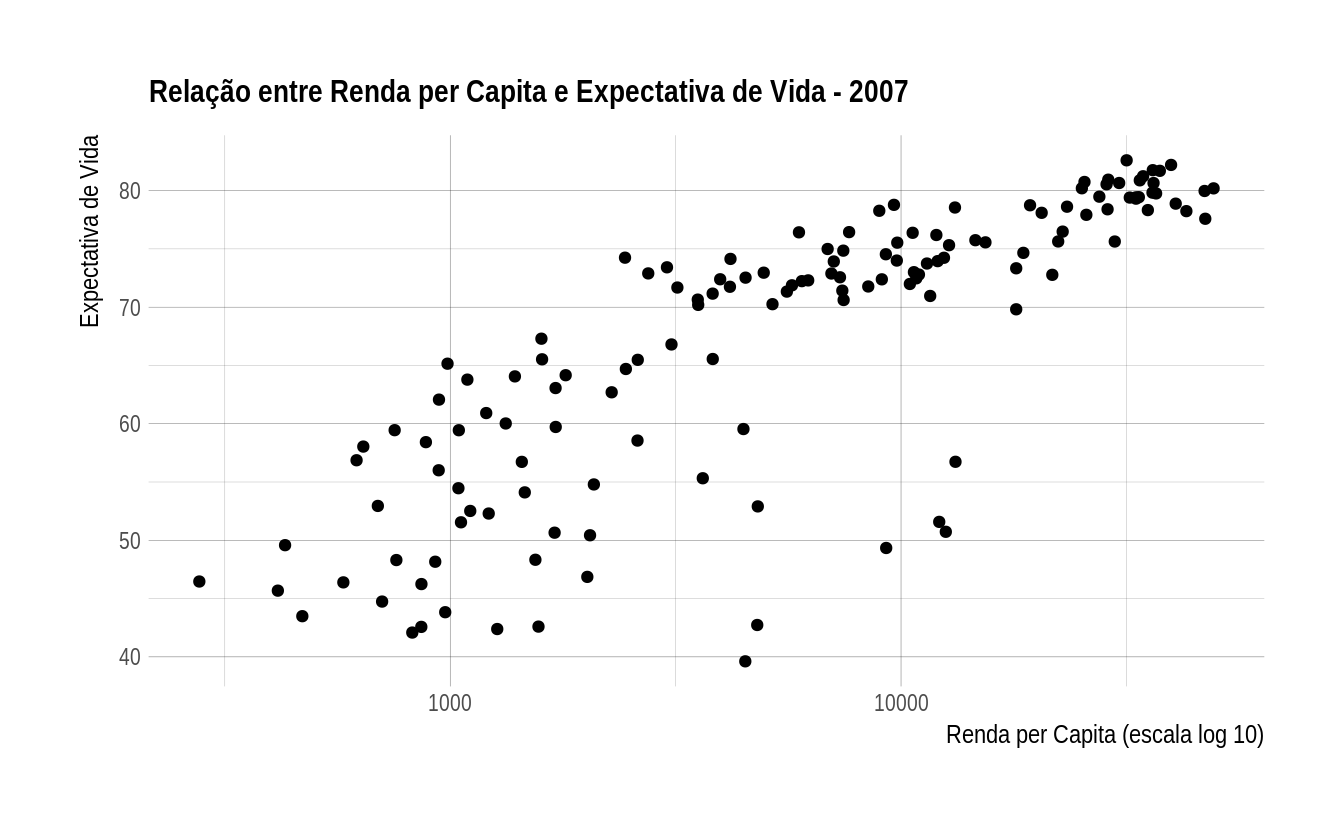 Relação entre Renda per Capita e Expectativa de Vida - 2007
Expectativa de Vida
80
70
60
50
40
1000
10000
Renda per Capita (escala log 10)